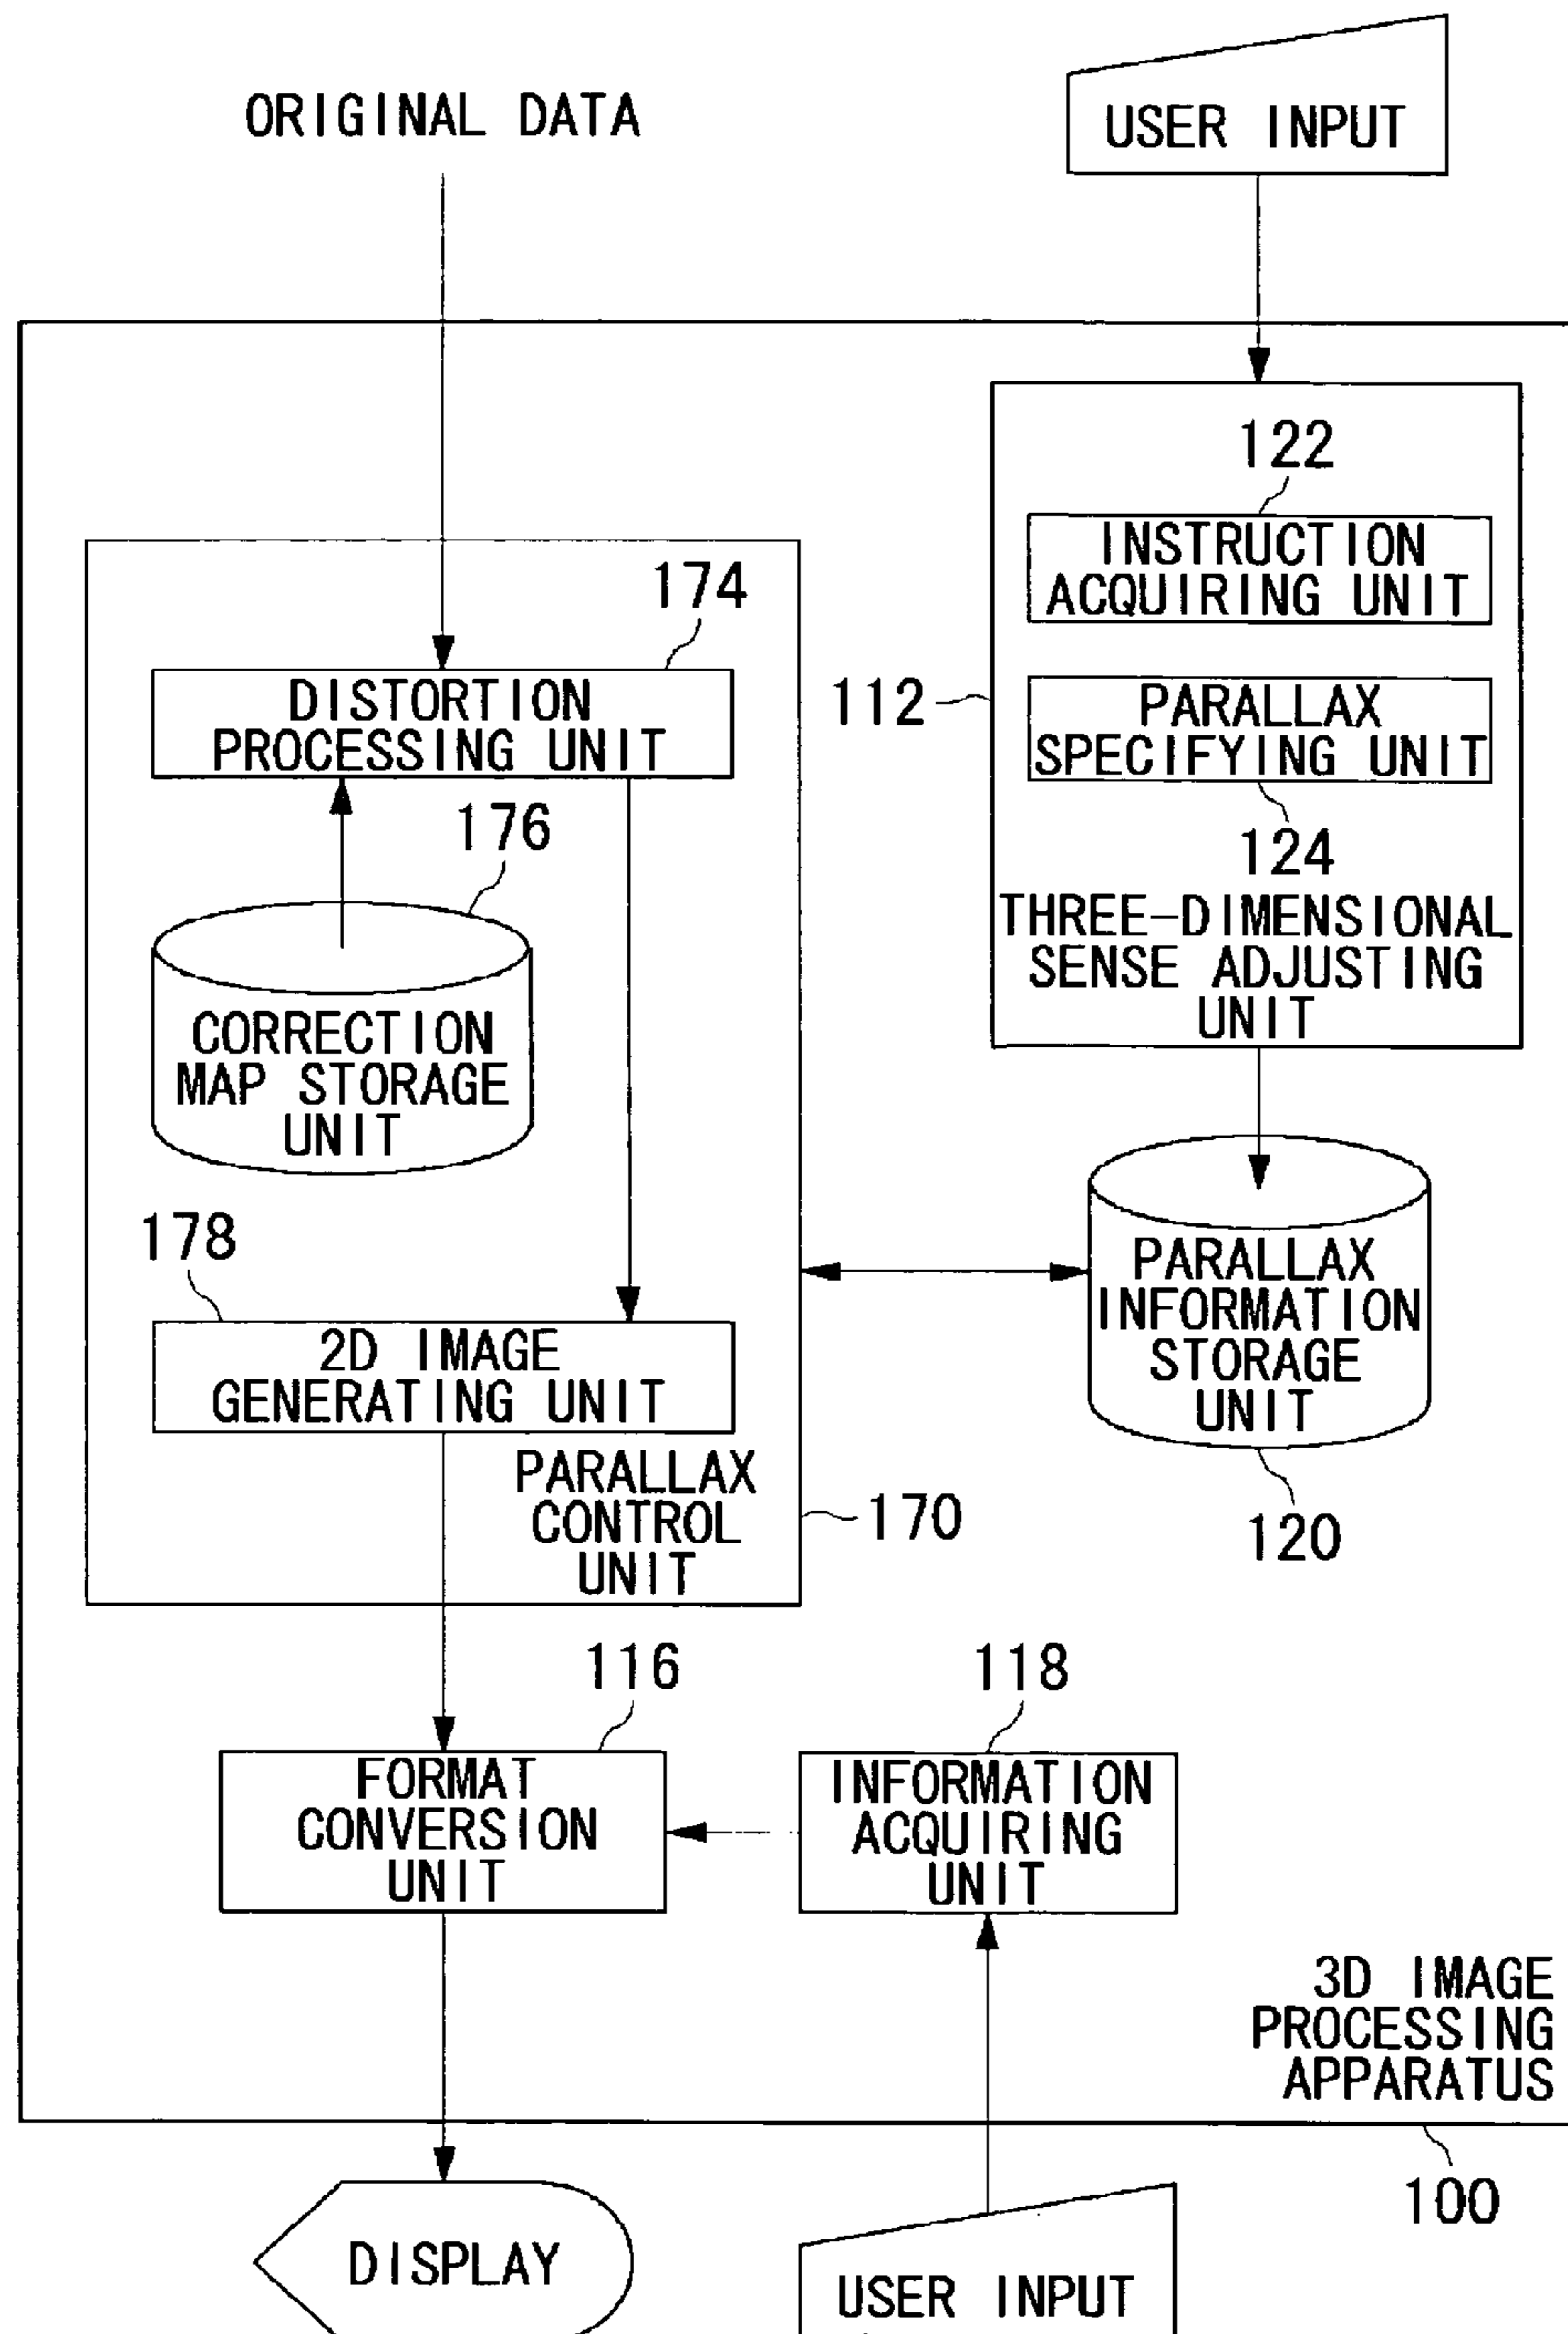 ORIGINAL DATA
USER INPUT
122
INSTRUCTION
ACQUIRING UNIT
174
DISTORTION
PROCESSING UNIT
112
PARALLAX
SPECIFYING UNIT
124
THREE-DIMENSIONAL
SENSE ADJUSTING
UNIT
176
CORRECTION
MAP STORAGE
UNIT
178
2D IMAGE
GENERATING UNIT
PARALLAX
CONTROL
UNIT
170
PARALLAX
INFORMATION
STORAGE
UNIT
120
116
FORMAT
CONVERSION
UNIT
118
INFORMATION
ACQUIRING
UNIT
3D IMAGE
PROCESSING
APPARATUS
100
DISPLAY
USER INPUT